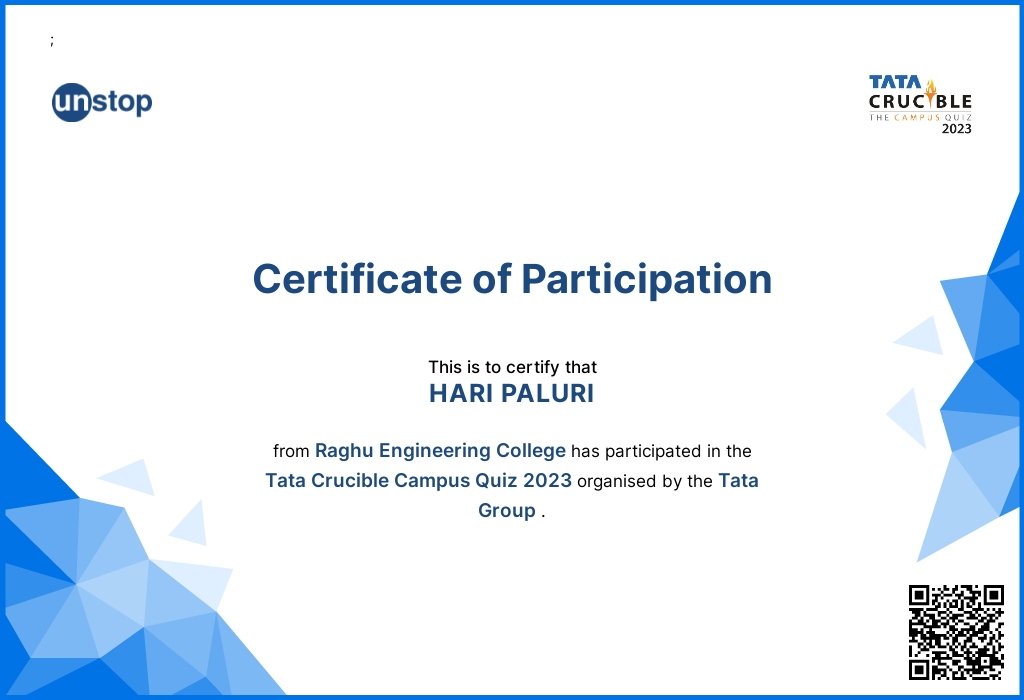 ;
unstop
TATA
CRUCIBLE
THE CAMPUS QUIZ
2023
Certificate of Participation
This is to certify that
HARI PALURI
from Raghu Engineering College has participated in the
Tata Crucible Campus Quiz 2023 organised by the Tata
Group .